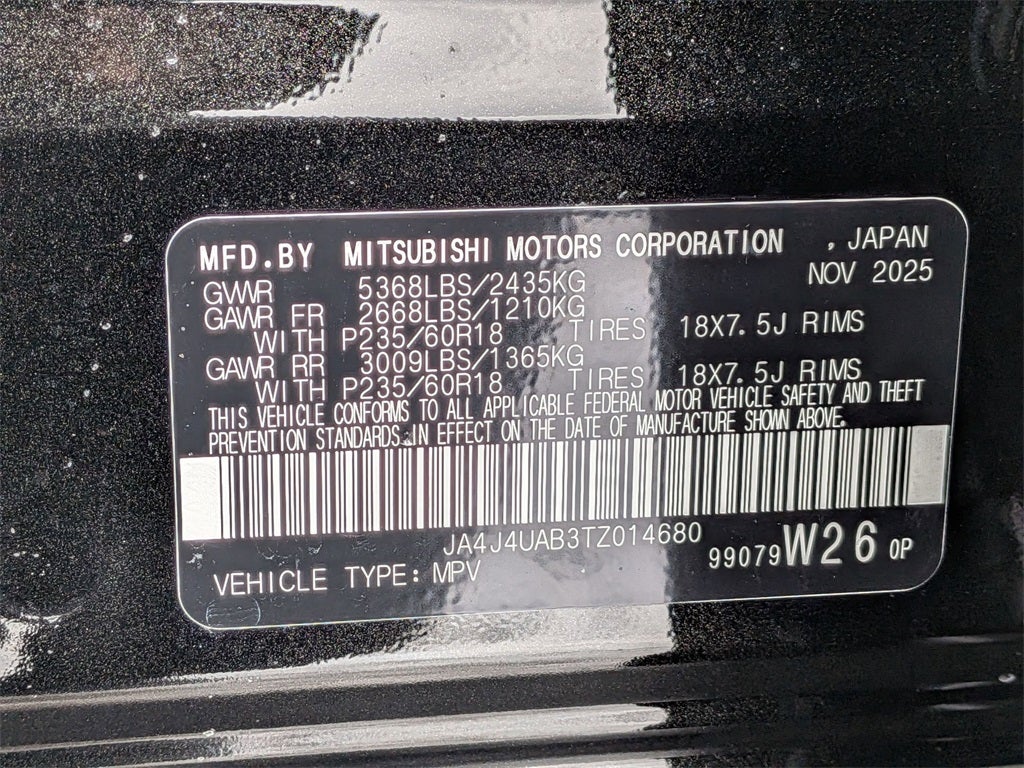 MFD.BY MITSUBISHI MOTORS CORPORATION , JAPAN
NOV 2025
GVWR 5368LBS/2435KG
GAWR FR 2668LBS/1210KG
WITH P235/60R18 TIRES 18X7.5J RIMS
GAWR RR 3009LBS/1365KG
WITH P235/60R18 TIRES 18X7.5J RIMS
THIS VEHICLE CONFORMS TO ALL APPLICABLE FEDERAL MOTOR VEHICLE SAFETY AND THEFT
PREVENTION STANDARDS IN EFFECT ON THE DATE OF MANUFACTURE SHOWN ABOVE.
JA4J4UAB3TZ014680
99079 W26 0P
VEHICLE TYPE: MPV